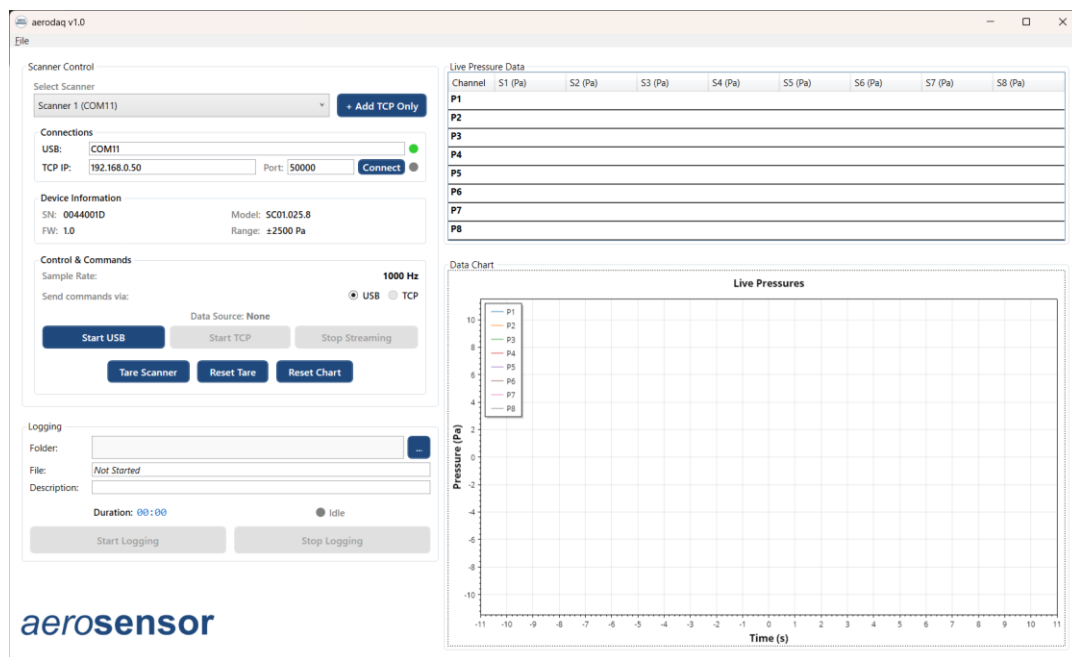 aerodaq v1.0
File
Scanner Control
Select Scanner
Scanner 1 (COM11)
+ Add TCP Only
Connections
USB: COM11
TCP IP: 192.168.0.50 Port: 50000 Connect
Device Information
SN: 0044001D Model: SC01.025.8
FW: 1.0 Range: ±2500 Pa
Control & Commands
Sample Rate: 1000 Hz
Send commands via: USB TCP
Data Source: None
Start USB Start TCP Stop Streaming
Tare Scanner Reset Tare Reset Chart
Logging
Folder: ...
File: Not Started
Description:
Duration: 00:00 Idle
Start Logging Stop Logging
aerosensor
Live Pressure Data
Channel S1 (Pa) S2 (Pa) S3 (Pa) S4 (Pa) S5 (Pa) S6 (Pa) S7 (Pa) S8 (Pa)
P1
P2
P3
P4
P5
P6
P7
P8
Data Chart
Live Pressures
P1
P2
P3
P4
P5
P6
P7
P8
10
8
6
4
2
0
-2
-4
-6
-8
-10
Pressure (Pa)
-11 -10 -9 -8 -7 -6 -5 -4 -3 -2 -1 0 1 2 3 4 5 6 7 8 9 10 11
Time (s)